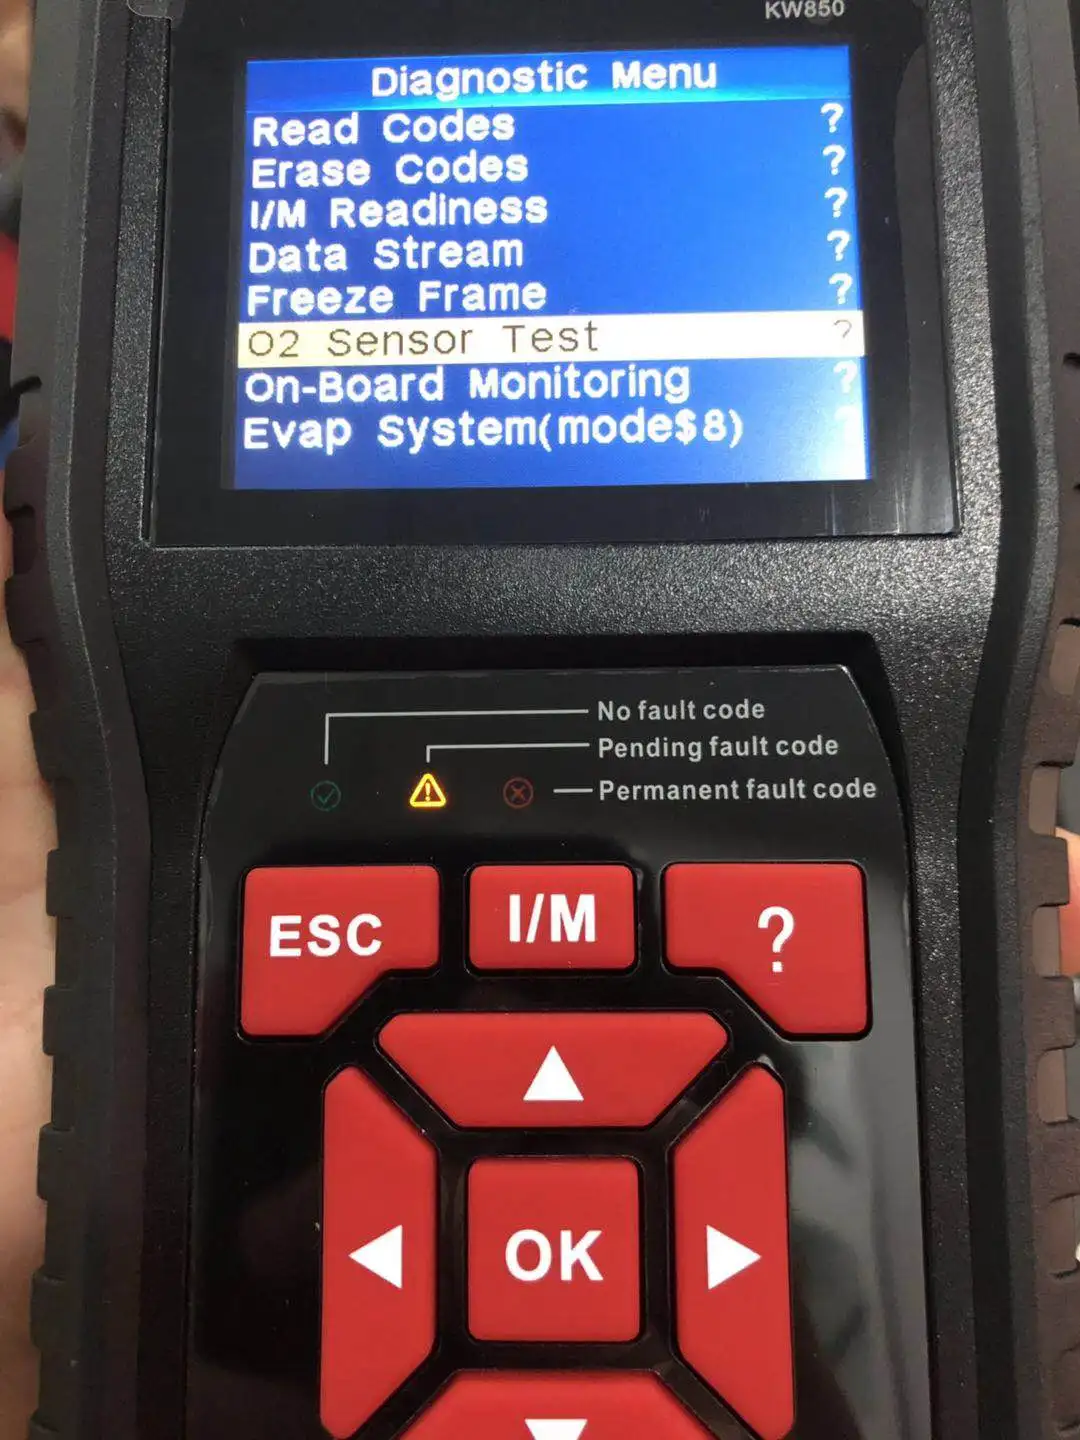 KW850
Diagnostic Menu
Read Codes ?
Erase Codes ?
I/M Readiness ?
Data Stream ?
Freeze Frame ?
O2 Sensor Test ?
On-Board Monitoring ?
Evap System(mode$8) ?
No fault code
Pending fault code
Permanent fault code
ESC I/M ?
OK